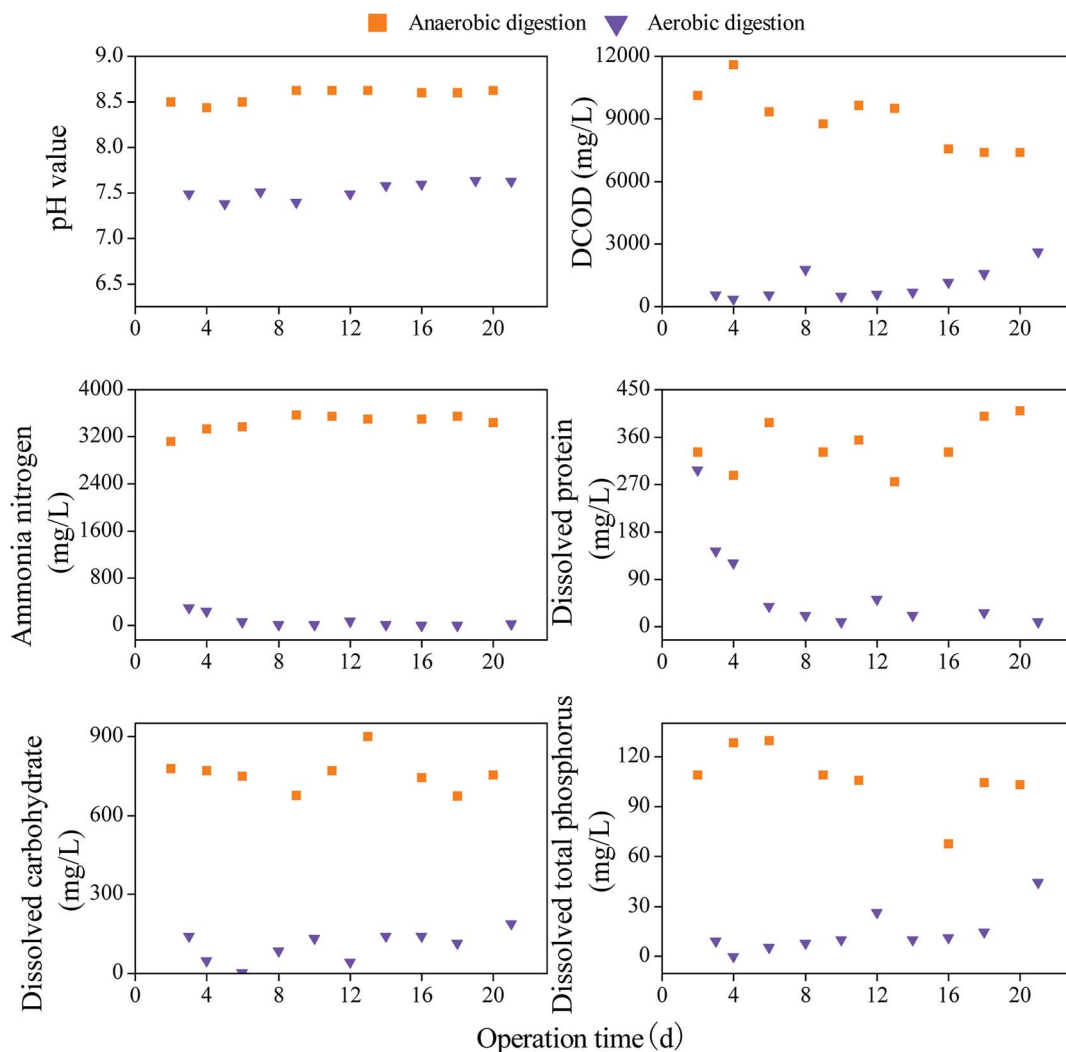 Anaerobic digestion Aerobic digestion
pH value
9.0
8.5
8.0
7.5
7.0
6.5
0 4 8 12 16 20
DCOD (mg/L)
12000
9000
6000
3000
0
0 4 8 12 16 20
Ammonia nitrogen
(mg/L)
4000
3200
2400
1600
800
0
0 4 8 12 16 20
Dissolved protein
(mg/L)
450
360
270
180
90
0
0 4 8 12 16 20
Dissolved carbohydrate
(mg/L)
900
600
300
0
0 4 8 12 16 20
Dissolved total phosphorus
(mg/L)
120
90
60
30
0
0 4 8 12 16 20
Operation time (d)